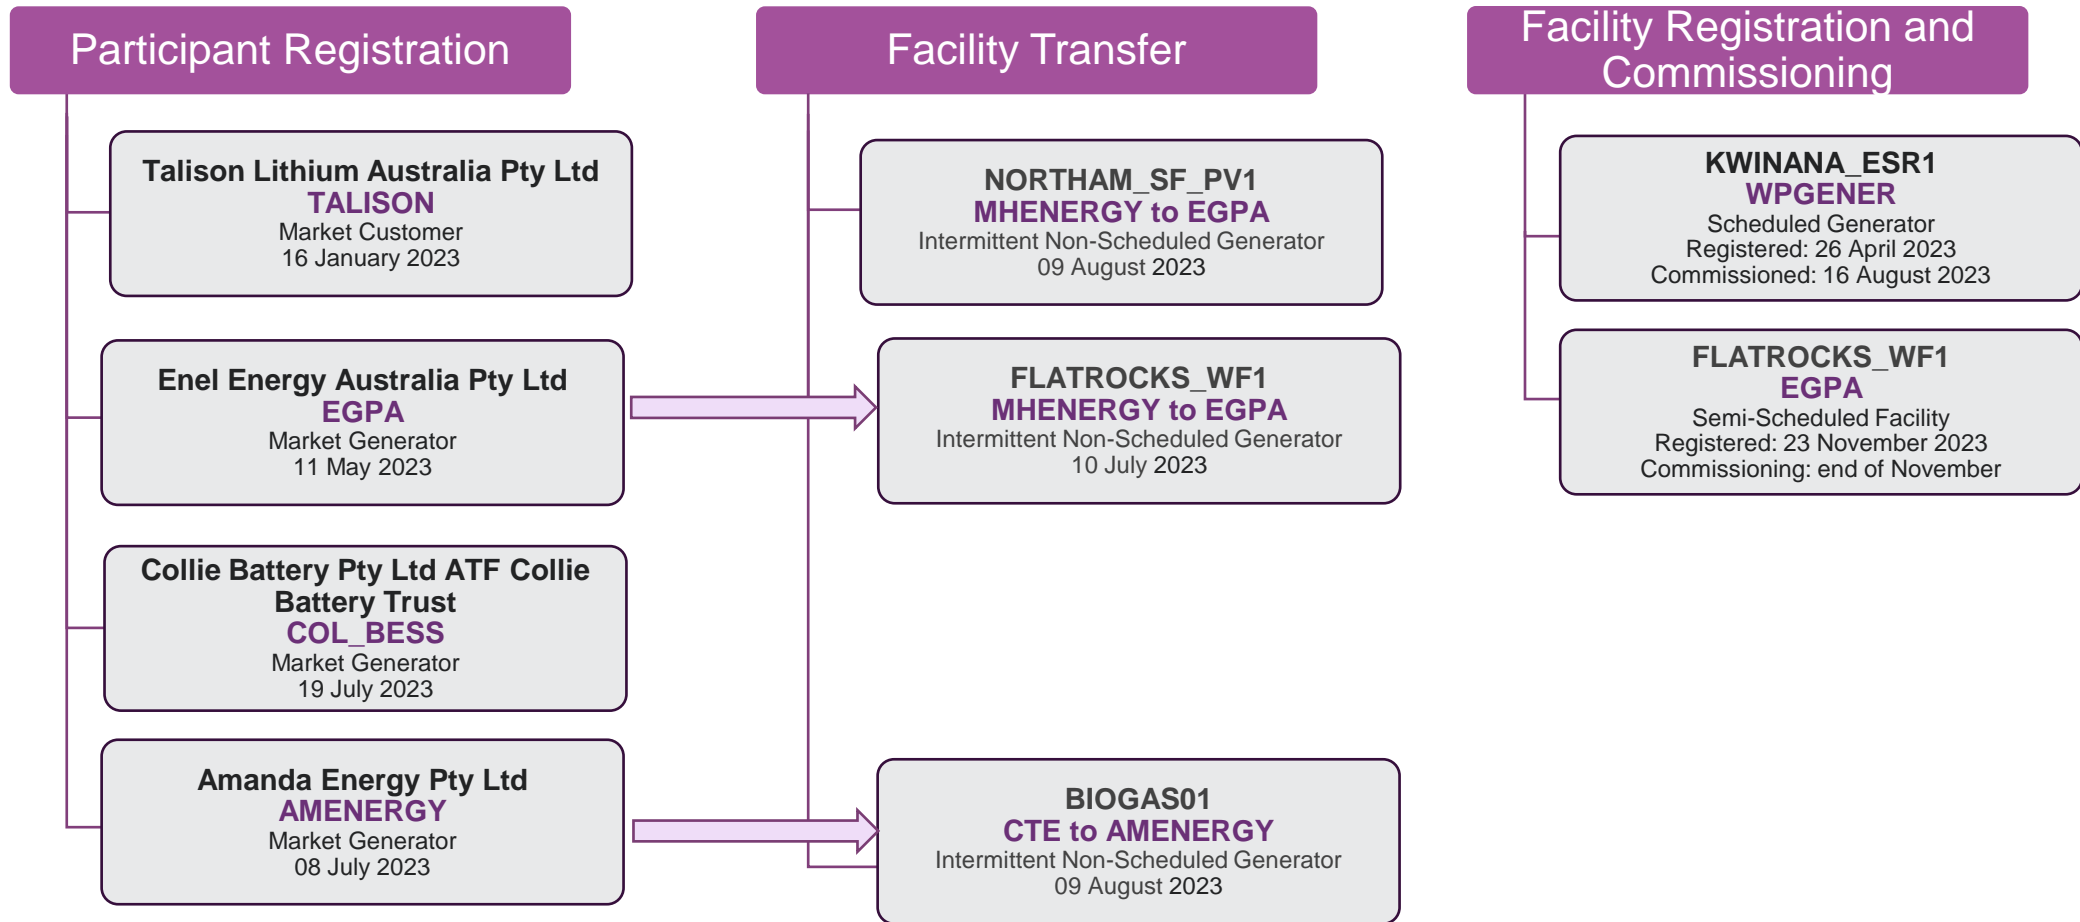 Participant Registration
Talison Lithium Australia Pty Ltd
TALISON
Market Customer
16 January 2023
Enel Energy Australia Pty Ltd
EGPA
Market Generator
11 May 2023
Collie Battery Pty Ltd ATF Collie
Battery Trust
COL_BESS
Market Generator
19 July 2023
Amanda Energy Pty Ltd
AMENERGY
Market Generator
08 July 2023
Facility Transfer
NORTHAM_SF_PV1
MHENERGY to EGPA
Intermittent Non-Scheduled Generator
09 August 2023
FLATROCKS_WF1
MHENERGY to EGPA
Intermittent Non-Scheduled Generator
10 July 2023
BIOGAS01
CTE to AMENERGY
Intermittent Non-Scheduled Generator
09 August 2023
Facility Registration and
Commissioning
KWINANA_ESR1
WPGENER
Scheduled Generator
Registered: 26 April 2023
Commissioned: 16 August 2023
FLATROCKS_WF1
EGPA
Semi-Scheduled Facility
Registered: 23 November 2023
Commissioning: end of November